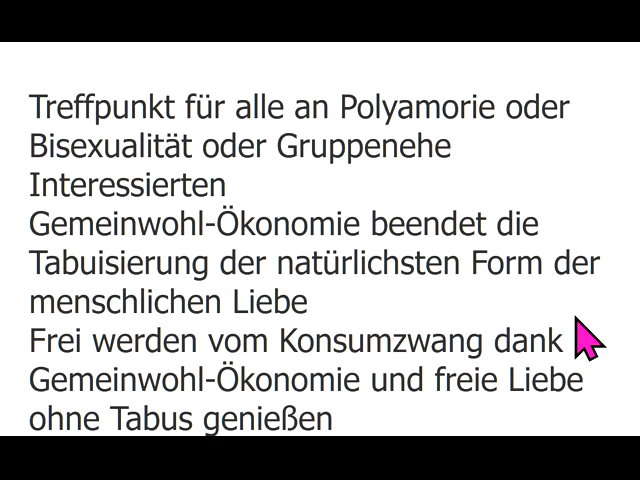 Treffpunkt für alle an Polyamorie oder
Bisexualität oder Gruppenehe
Interessierten
Gemeinwohl-Ökonomie beendet die
Tabuisierung der natürlichsten Form der
menschlichen Liebe
Frei werden vom Konsumzwang dank
Gemeinwohl-Ökonomie und freie Liebe
ohne Tabus genießen